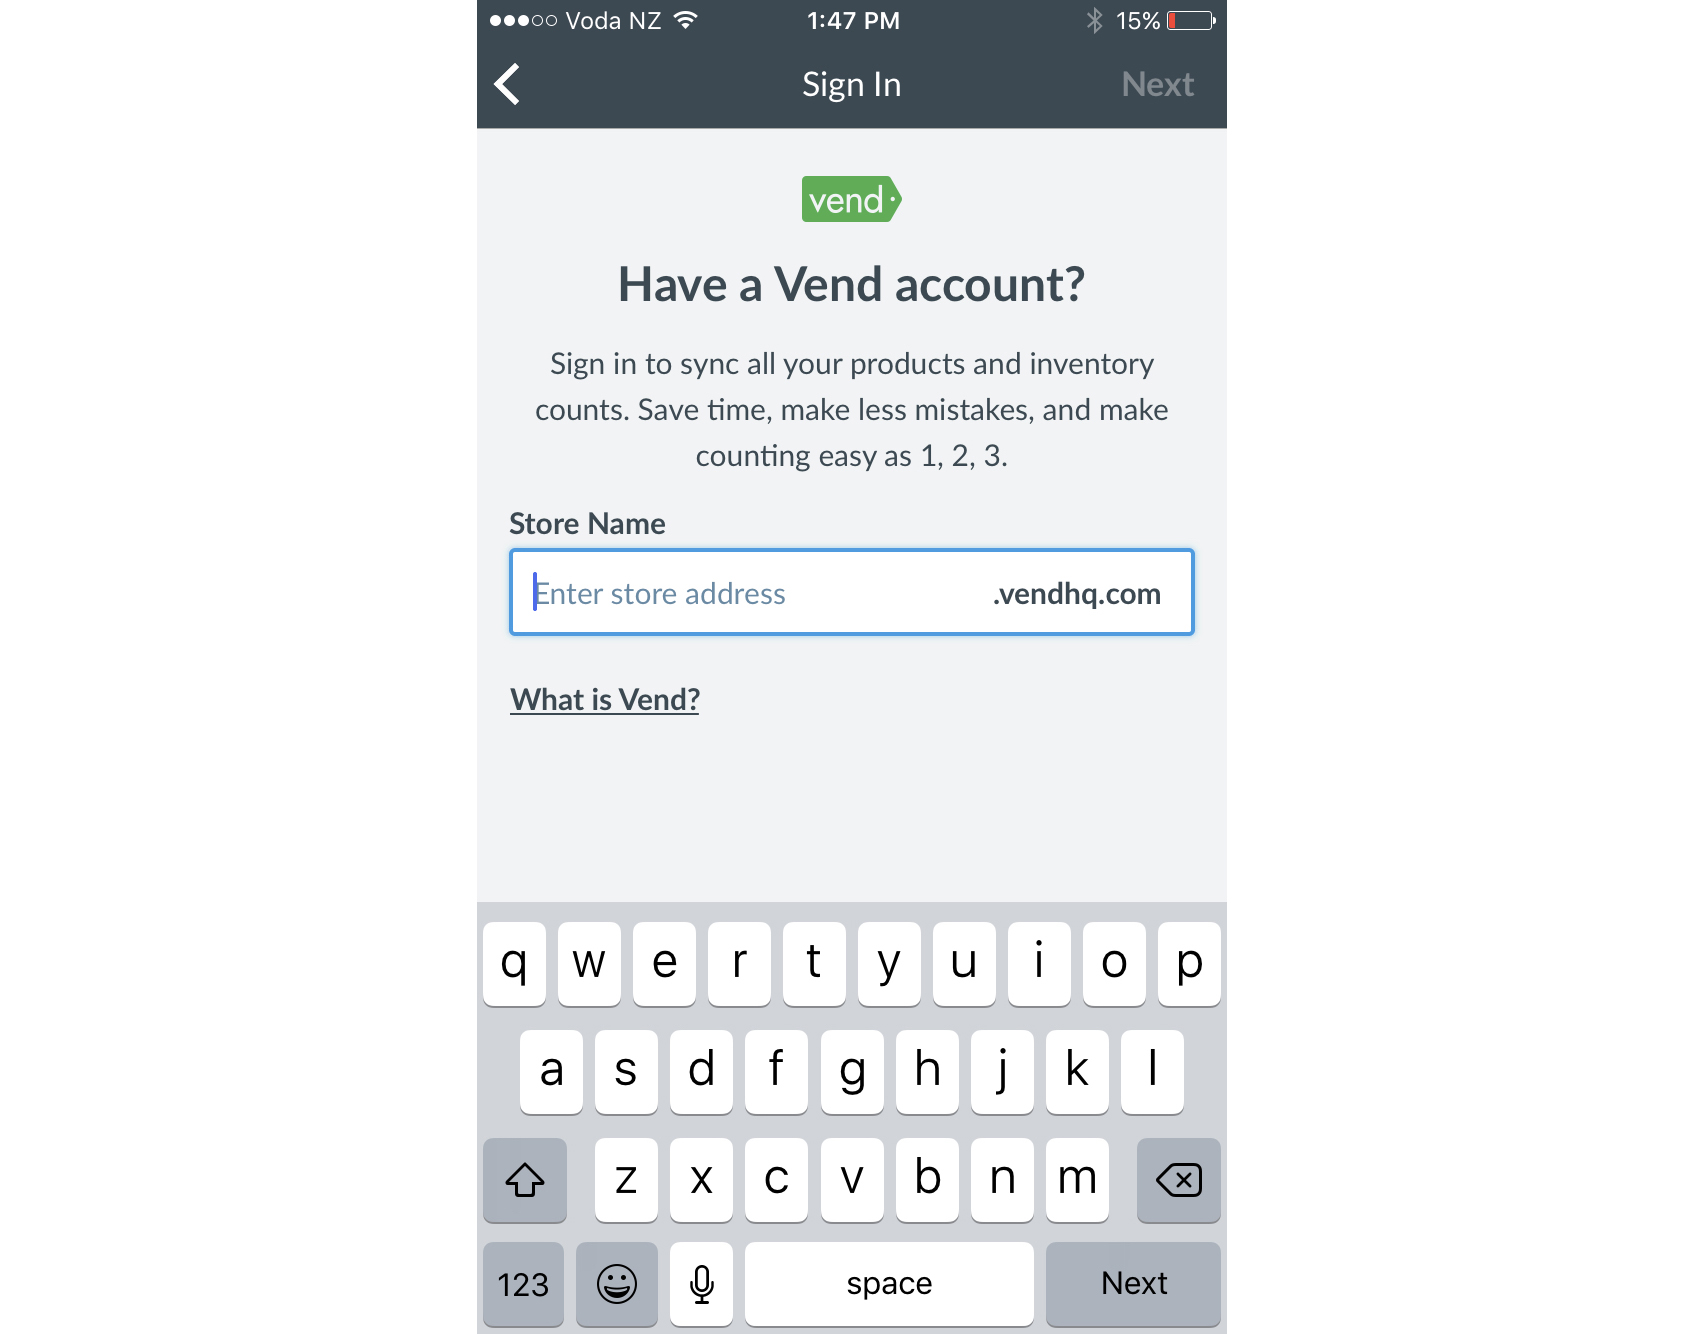 Voda NZ 1:47 PM 15%
Sign In Next
vend
Have a Vend account?
Sign in to sync all your products and inventory
counts. Save time, make less mistakes, and make
counting easy as 1, 2, 3.
Store Name
Enter store address .vendhq.com
What is Vend?
q w e r t y u i o p
a s d f g h j k l
z x c v b n m
123 space Next